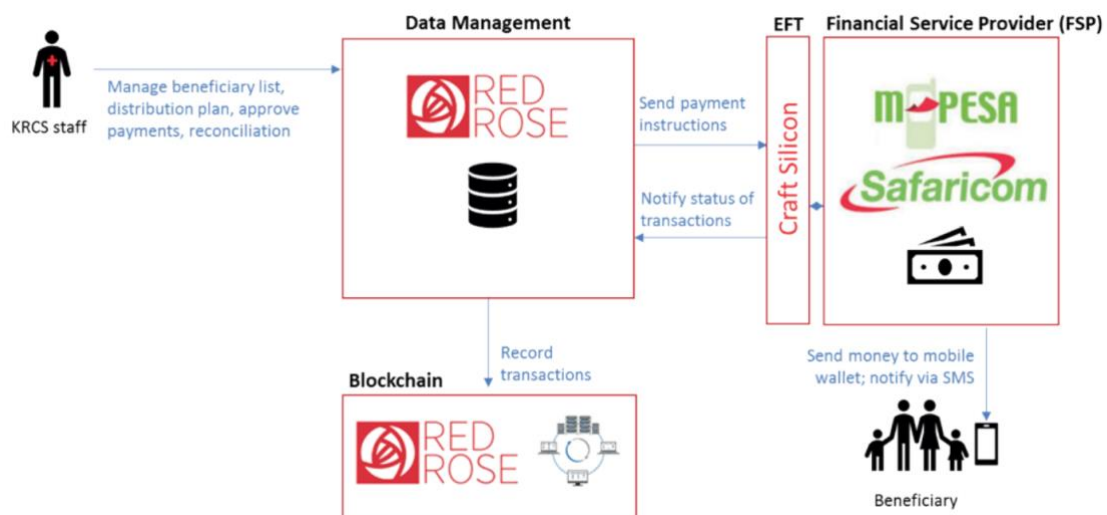 Data Management
EFT
Financial Service Provider (FSP)
KRCS staff
Manage beneficiary list,
distribution plan, approve
payments, reconciliation
RED
ROSE
Send payment
instructions
Notify status of
transactions
Craft Silicon
M-PESA
Safaricom
Record
transactions
Send money to mobile
wallet; notify via SMS
Blockchain
RED
ROSE
Beneficiary